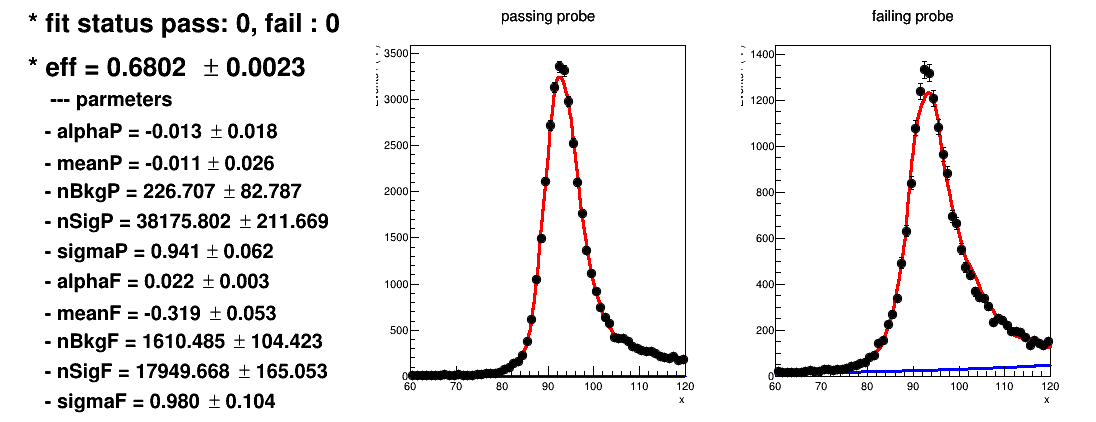 * fit status pass: 0, fail : 0
* eff = 0.6802 ± 0.0023
--- parmeters
- alphaP = -0.013 ± 0.018
- meanP = -0.011 ± 0.026
- nBkgP = 226.707 ± 82.787
- nSigP = 38175.802 ± 211.669
- sigmaP = 0.941 ± 0.062
- alphaF = 0.022 ± 0.003
- meanF = -0.319 ± 0.053
- nBkgF = 1610.485 ± 104.423
- nSigF = 17949.668 ± 165.053
- sigmaF = 0.980 ± 0.104
passing probe
3500
3000
2500
2000
1500
1000
500
0
60 70 80 90 100 110 120
x
failing probe
1400
1200
1000
800
600
400
200
0
60 70 80 90 100 110 120
x